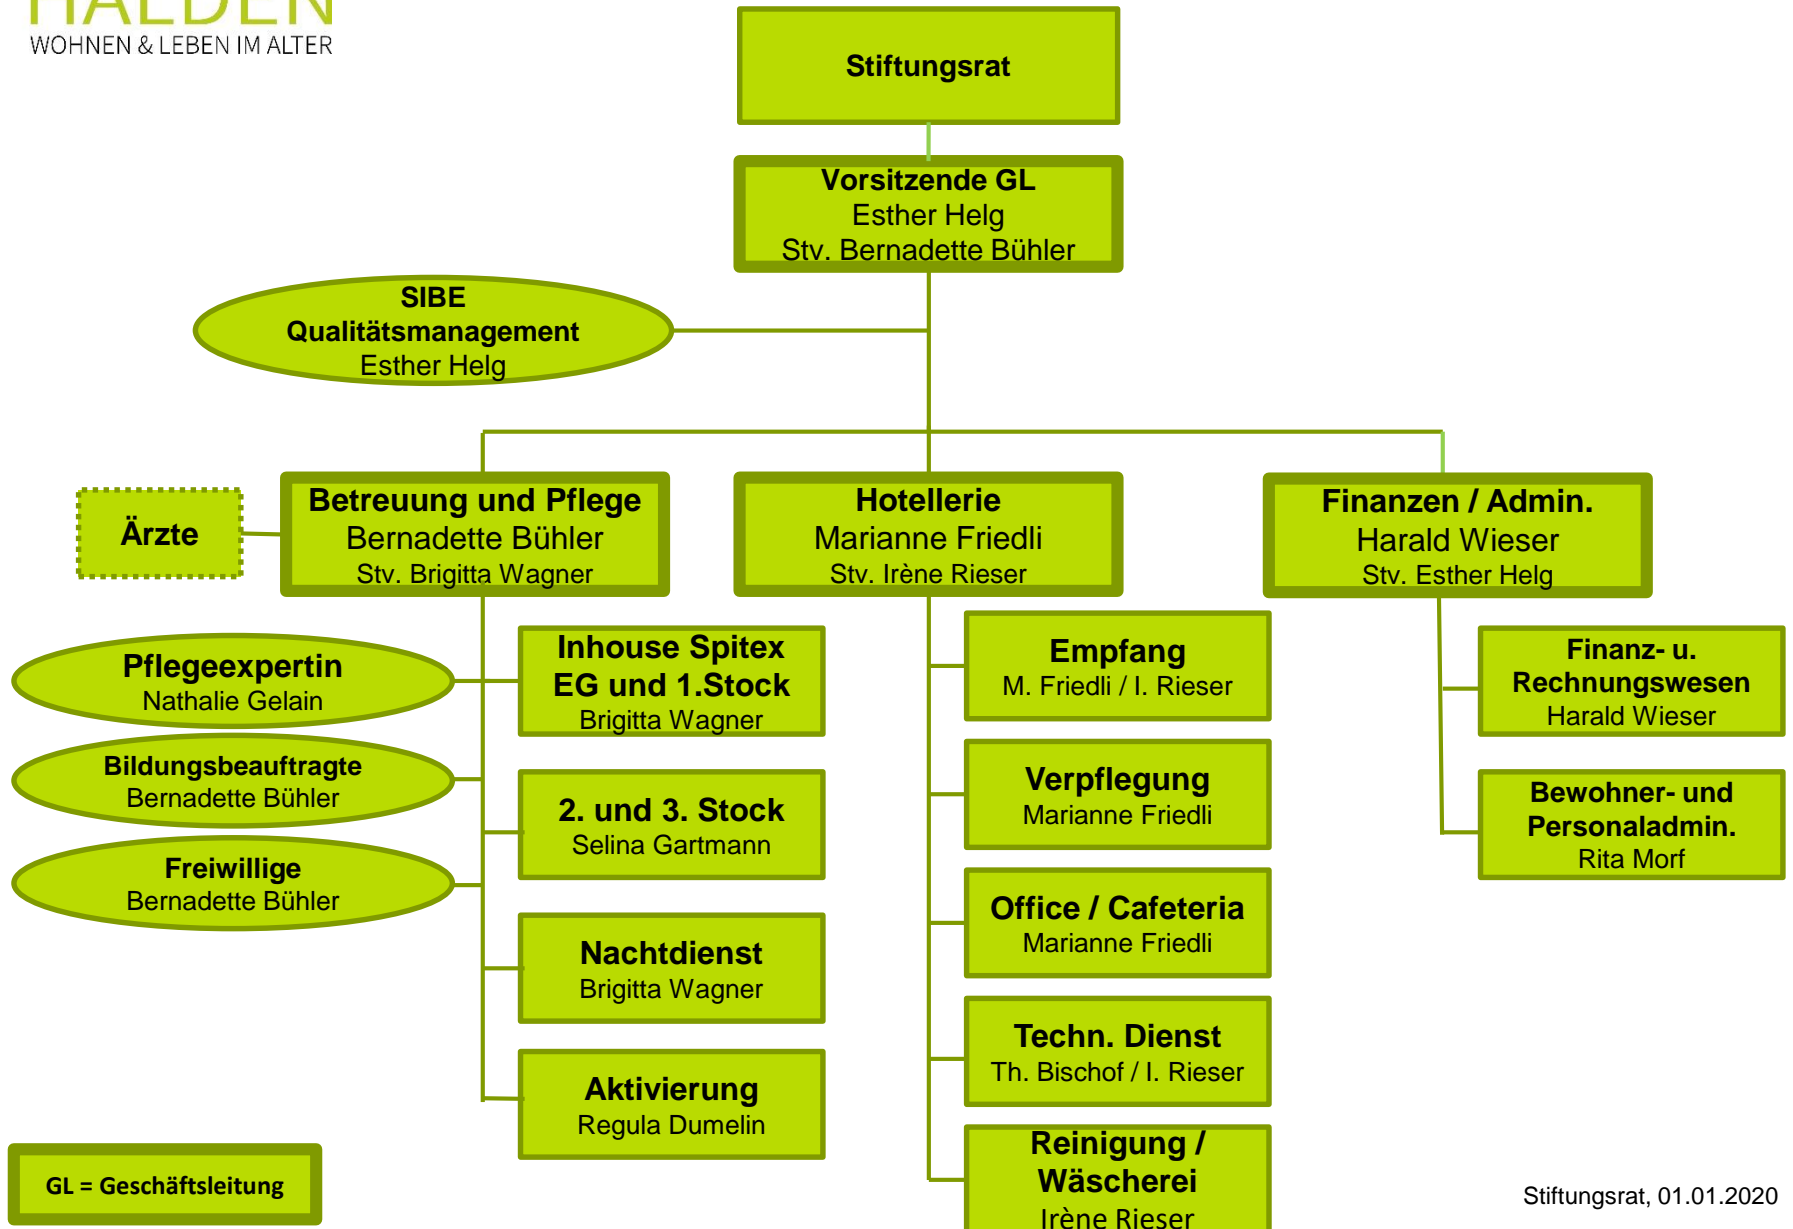 HALDEN
WOHNEN & LEBEN IM ALTER
Stiftungsrat
Vorsitzende GL
Esther Helg
Stv. Bernadette Bühler
SIBE
Qualitätsmanagement
Esther Helg
Ärzte
Betreuung und Pflege
Bernadette Bühler
Stv. Brigitta Wagner
Hotellerie
Marianne Friedli
Stv. Irène Rieser
Finanzen / Admin.
Harald Wieser
Stv. Esther Helg
Pflegeexpertin
Nathalie Gelain
Bildungsbeauftragte
Bernadette Bühler
Freiwillige
Bernadette Bühler
Inhouse Spitex
EG und 1.Stock
Brigitta Wagner
2. und 3. Stock
Selina Gartmann
Nachtdienst
Brigitta Wagner
Aktivierung
Regula Dumelin
Empfang
M. Friedli / I. Rieser
Verpflegung
Marianne Friedli
Office / Cafeteria
Marianne Friedli
Techn. Dienst
Th. Bischof / I. Rieser
Reinigung /
Wäscherei
Irène Rieser
Finanz- u.
Rechnungswesen
Harald Wieser
Bewohner- und
Personaladmin.
Rita Morf
GL = Geschäftsleitung
Stiftungsrat, 01.01.2020